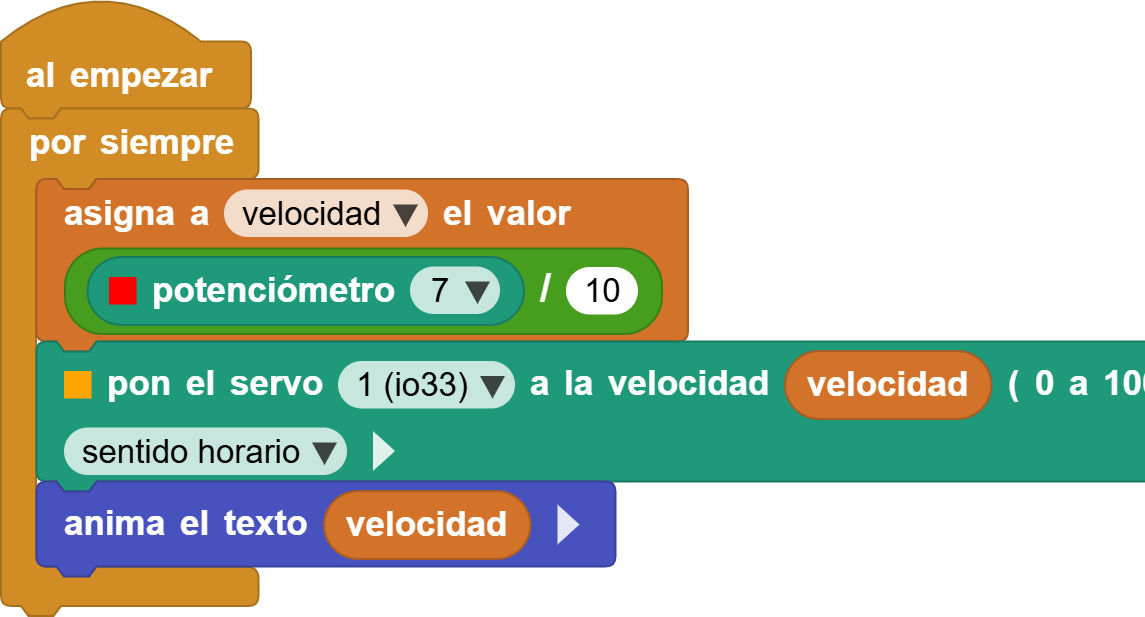 al empezar
por siempre
asigna a velocidad ▼ el valor
potenciómetro 7 ▼ / 10
pon el servo 1 (io33) ▼ a la velocidad velocidad ( 0 a 100
sentido horario ▼
anima el texto velocidad